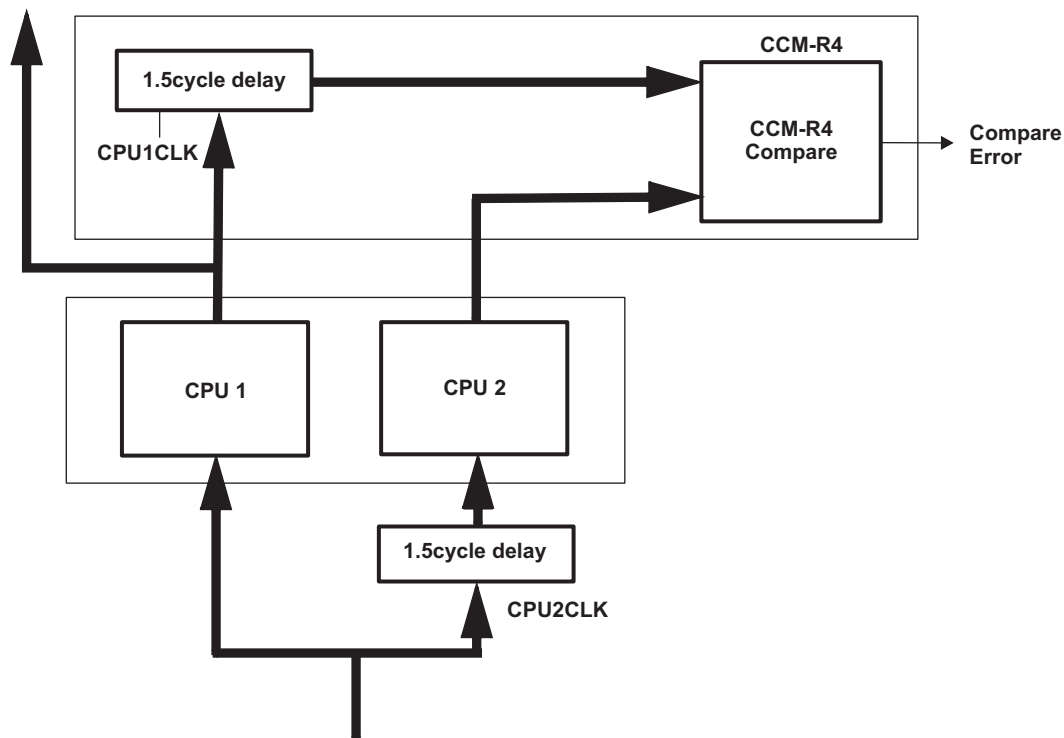 CCM-R4
1.5cycle delay
CPU1CLK
CCM-R4
Compare
Compare
Error
CPU 1
CPU 2
1.5cycle delay
CPU2CLK